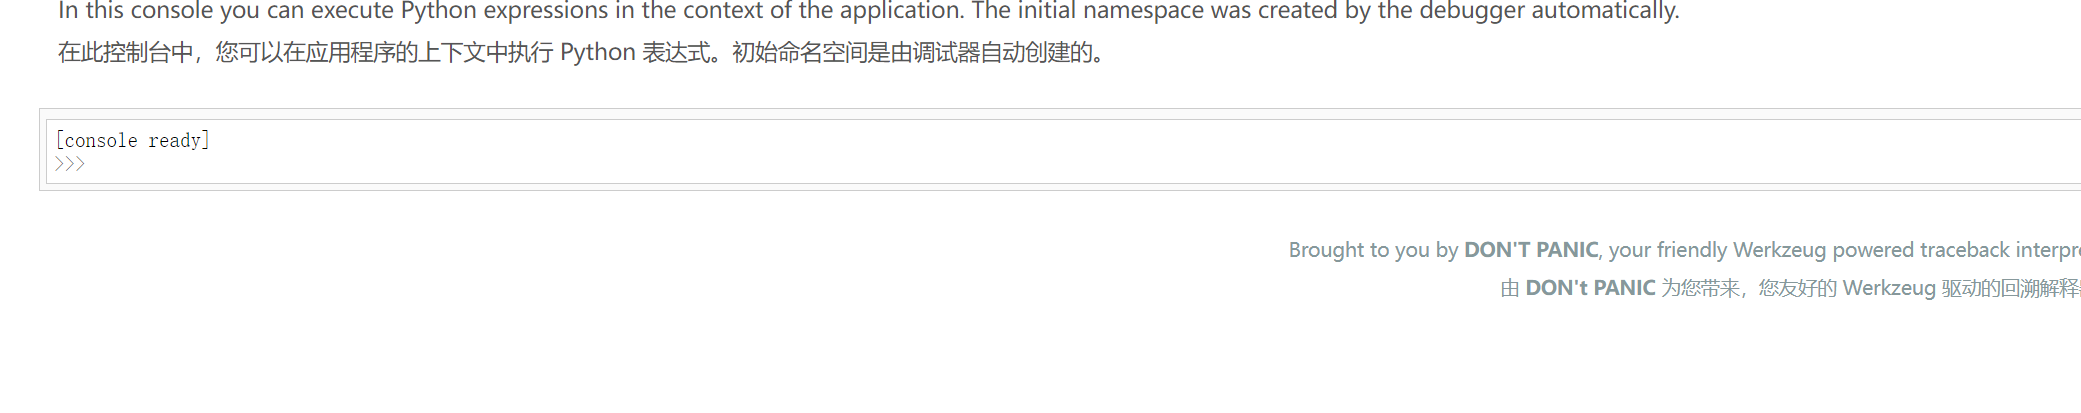 In this console you can execute Python expressions in the context of the application. The initial namespace was created by the debugger automatically.
在此控制台中，您可以在应用程序的上下文中执行 Python 表达式。初始命名空间是由调试器自动创建的。
[console ready]
>>>
Brought to you by DON'T PANIC, your friendly Werkzeug powered traceback interpre
由 DON't PANIC 为您带来，您友好的 Werkzeug 驱动的回溯解释